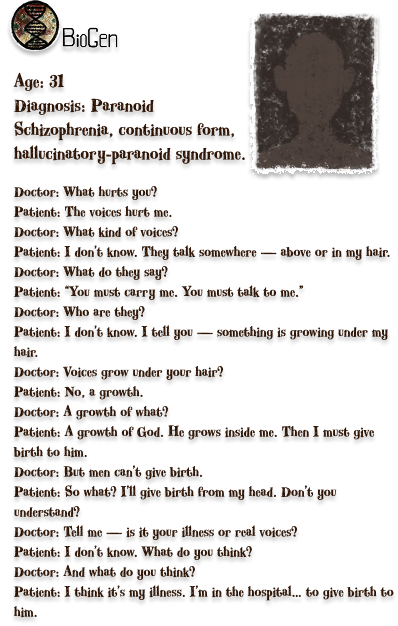 BioGen
Age: 31
Diagnosis: Paranoid
Schizophrenia, continuous form,
hallucinatory-paranoid syndrome.
Doctor: What hurts you?
Patient: The voices hurt me.
Doctor: What kind of voices?
Patient: I don't know. They talk somewhere — above or in my hair.
Doctor: What do they say?
Patient: "You must carry me. You must talk to me."
Doctor: Who are they?
Patient: I don't know. I tell you — something is growing under my
hair.
Doctor: Voices grow under your hair?
Patient: No, a growth.
Doctor: A growth of what?
Patient: A growth of God. He grows inside me. Then I must give
birth to him.
Doctor: But men can't give birth.
Patient: So what? I'll give birth from my head. Don't you
understand?
Doctor: Tell me — is it your illness or real voices?
Patient: I don't know. What do you think?
Doctor: And what do you think?
Patient: I think it's my illness. I'm in the hospital... to give birth to
him.